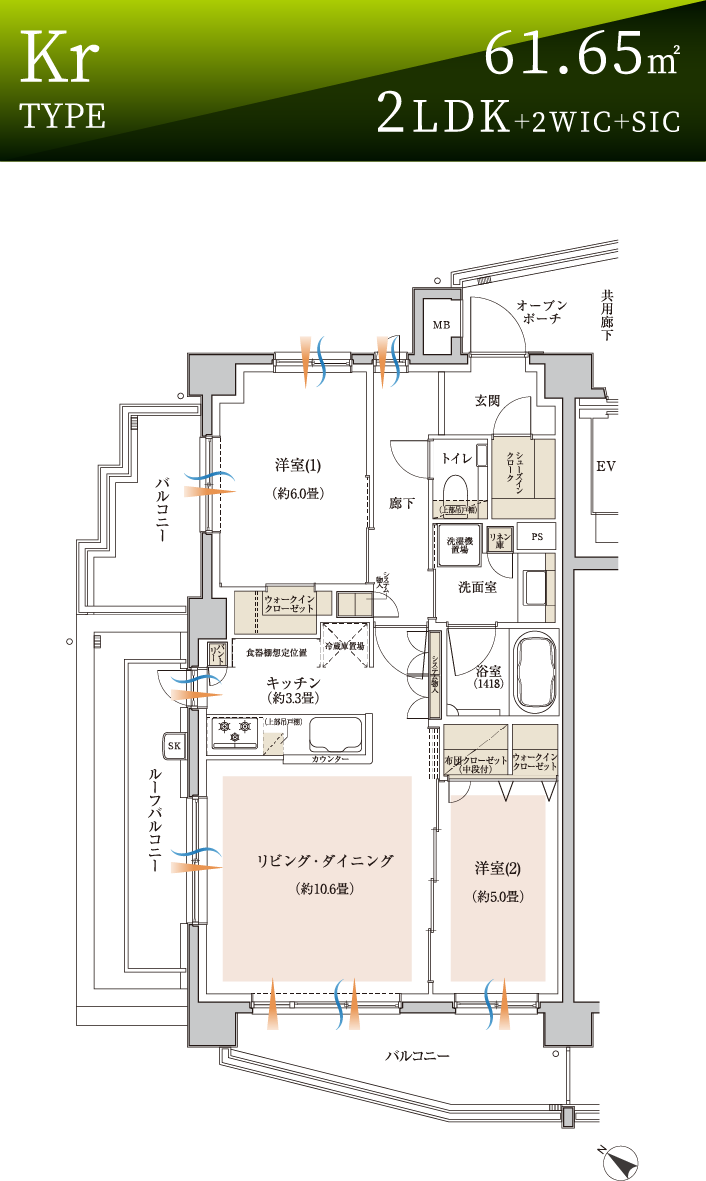 Kr
TYPE
61.65㎡
2LDK+2WIC+SIC
MB
オープン
ポーチ
共用廊下
玄関
洋室(1)
(約6.0畳)
トイレ
シューズイン
クローク
EV
バルコニー
廊下
(上部吊戸棚)
洗濯機
置場
リネン
庫
PS
洗面室
システム
物入
ウォークイン
クローゼット
パント
リー
食器棚想定位置
冷蔵庫置場
キッチン
(約3.3畳)
システム物入
浴室
(1418)
(上部吊戸棚)
カウンター
SK
布団クローゼット
(中段付)
ウォークイン
クローゼット
ルーフバルコニー
リビング・ダイニング
(約10.6畳)
洋室(2)
(約5.0畳)
バルコニー
N